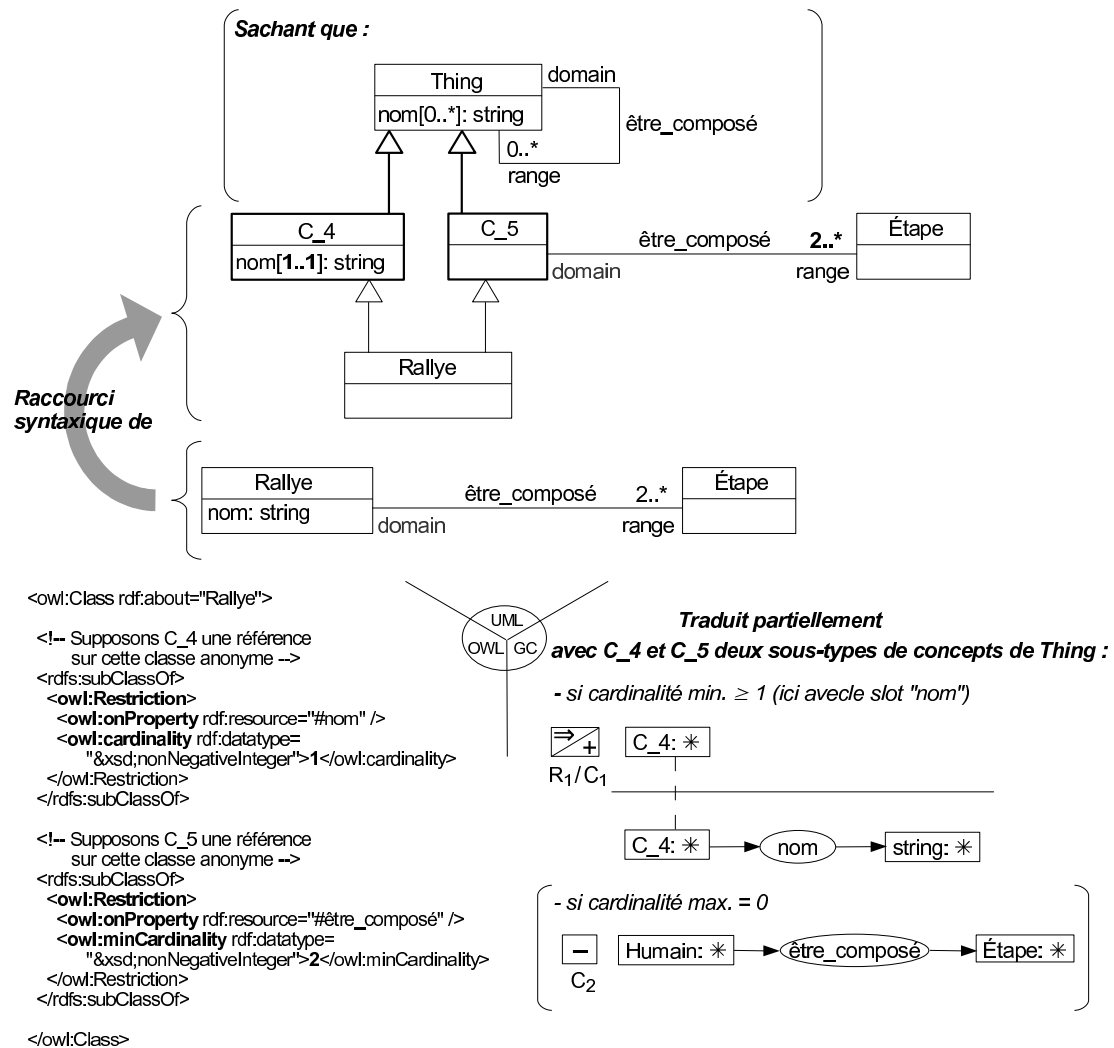 Sachant que :
Thing
nom[0..*]: string
domain
être_composé
0..*
range
C_4
nom[1..1]: string
C_5
domain
être_composé
2..*
range
Étape
Rallye
Raccourci
syntaxique de
Rallye
nom: string
domain
être_composé
2..*
range
Étape
<owl:Class rdf:about="Rallye">
<!-- Supposons C_4 une référence
sur cette classe anonyme -->
<rdfs:subClassOf>
<owl:Restriction>
<owl:onProperty rdf:resource="#nom" />
<owl:cardinality rdf:datatype=
"&xsd;nonNegativeInteger">1</owl:cardinality>
</owl:Restriction>
</rdfs:subClassOf>
<!-- Supposons C_5 une référence
sur cette classe anonyme -->
<rdfs:subClassOf>
<owl:Restriction>
<owl:onProperty rdf:resource="#être_composé" />
<owl:minCardinality rdf:datatype=
"&xsd;nonNegativeInteger">2</owl:minCardinality>
</owl:Restriction>
</rdfs:subClassOf>
</owl:Class>
UML
OWL
GC
Traduit partiellement
avec C_4 et C_5 deux sous-types de concepts de Thing :
- si cardinalité min. ≥ 1 (ici avecle slot "nom")
⇒ +
R1/C1
C_4: ✳
C_4: ✳
nom
string: ✳
- si cardinalité max. = 0
−
C2
Humain: ✳
être_composé
Étape: ✳